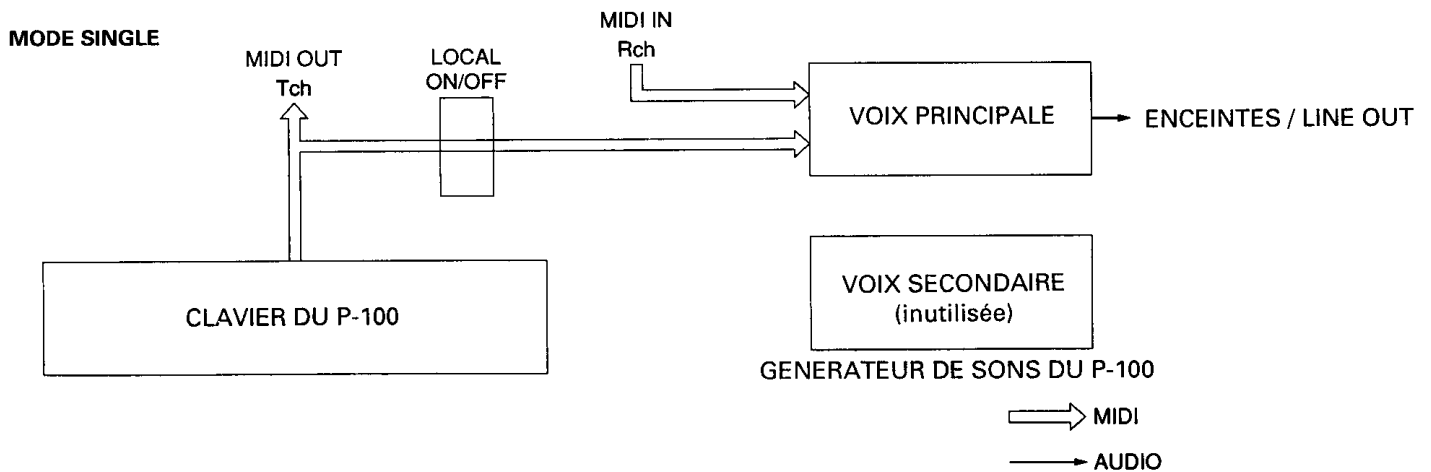 MODE SINGLE
MIDI OUT
Tch
LOCAL
ON/OFF
MIDI IN
Rch
VOIX PRINCIPALE
ENCEINTES / LINE OUT
CLAVIER DU P-100
VOIX SECONDAIRE
(inutilisée)
GENERATEUR DE SONS DU P-100
MIDI
AUDIO